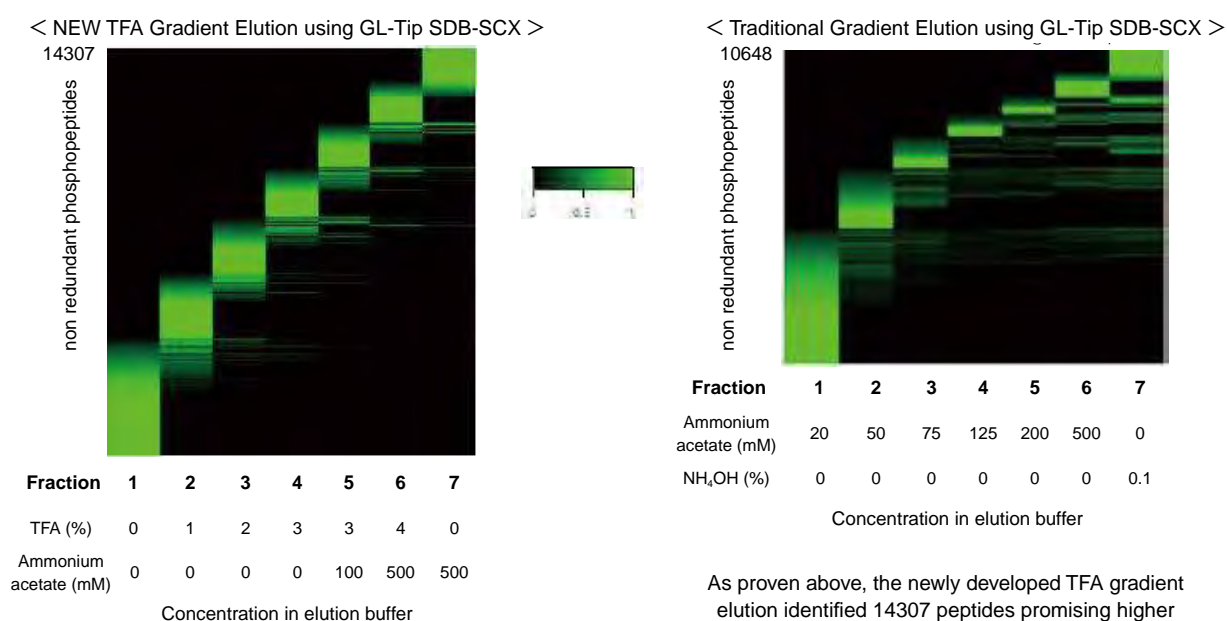 < NEW TFA Gradient Elution using GL-Tip SDB-SCX >
14307
non redundant phosphopeptides
Fraction 1 2 3 4 5 6 7
TFA (%) 0 1 2 3 3 4 0
Ammonium
acetate (mM) 0 0 0 0 100 500 500
Concentration in elution buffer
< Traditional Gradient Elution using GL-Tip SDB-SCX >
10648
non redundant phosphopeptides
Fraction 1 2 3 4 5 6 7
Ammonium
acetate (mM) 20 50 75 125 200 500 0
NH₄OH (%) 0 0 0 0 0 0 0.1
Concentration in elution buffer
As proven above, the newly developed TFA gradient
elution identified 14307 peptides promising higher